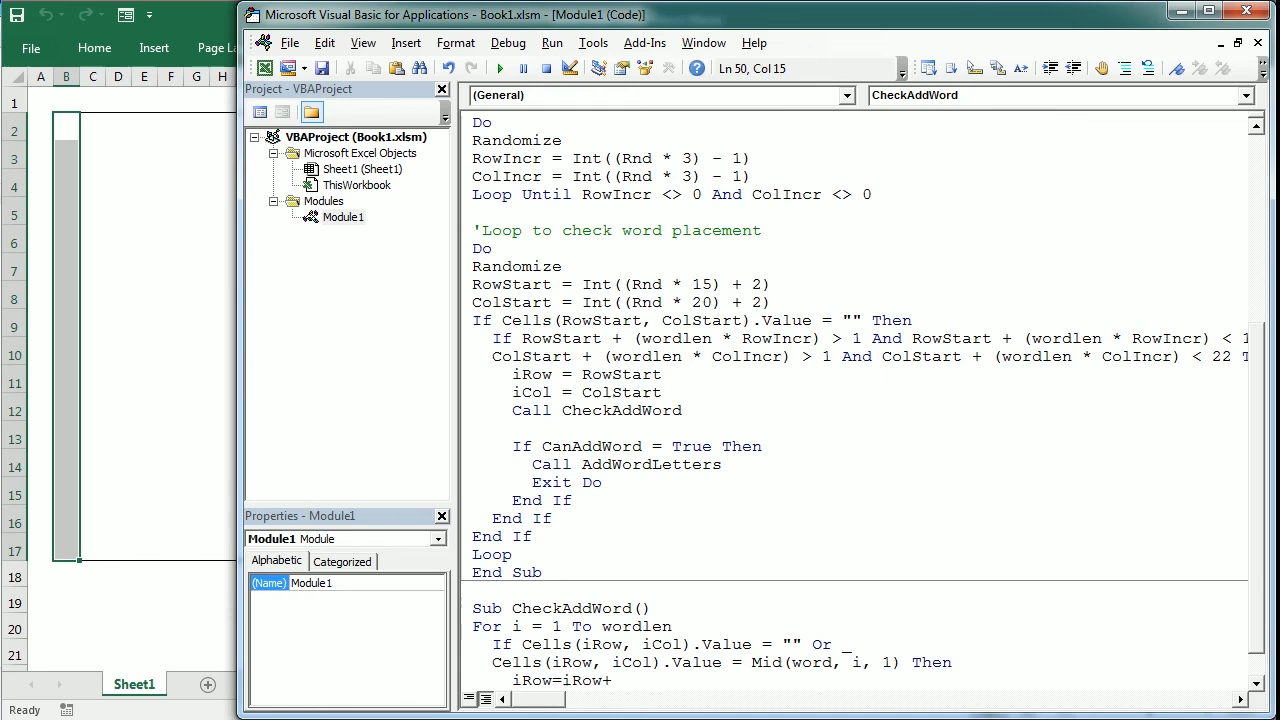 Microsoft Visual Basic for Applications - Book1.xlsm - [Module1 (Code)]
File Home Insert Page La
File Edit View Insert Format Debug Run Tools Add-Ins Window Help
Ln 50, Col 15
A B C D E F G H
1
2
3
4
5
6
7
8
9
10
11
12
13
14
15
16
17
18
19
20
21
Sheet1
Ready
Project - VBAProject
VBAProject (Book1.xlsm)
Microsoft Excel Objects
Sheet1 (Sheet1)
ThisWorkbook
Modules
Module1
Properties - Module1
Module1 Module
Alphabetic Categorized
(Name) Module1
(General) CheckAddWord
Do
Randomize
RowIncr = Int((Rnd * 3) - 1)
ColIncr = Int((Rnd * 3) - 1)
Loop Until RowIncr <> 0 And ColIncr <> 0
'Loop to check word placement
Do
Randomize
RowStart = Int((Rnd * 15) + 2)
ColStart = Int((Rnd * 20) + 2)
If Cells(RowStart, ColStart).Value = "" Then
If RowStart + (wordlen * RowIncr) > 1 And RowStart + (wordlen * RowIncr) < 1
ColStart + (wordlen * ColIncr) > 1 And ColStart + (wordlen * ColIncr) < 22 T
iRow = RowStart
iCol = ColStart
Call CheckAddWord
If CanAddWord = True Then
Call AddWordLetters
Exit Do
End If
End If
End If
Loop
End Sub
Sub CheckAddWord()
For i = 1 To wordlen
If Cells(iRow, iCol).Value = "" Or _
Cells(iRow, iCol).Value = Mid(word, i, 1) Then
iRow=iRow+